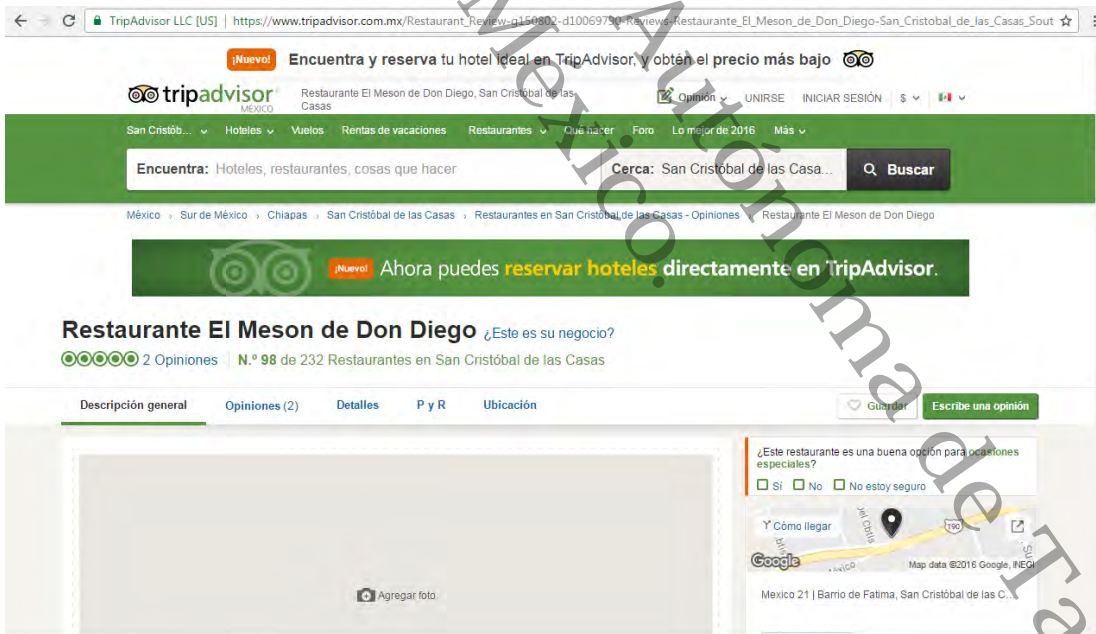 TripAdvisor LLC [US] | https://www.tripadvisor.com.mx/Restaurant_Review-g150802-d10069790-Reviews-Restaurante_El_Meson_de_Don_Diego-San_Cristobal_de_las_Casas_Sout
¡Nuevo! Encuentra y reserva tu hotel ideal en TripAdvisor, y obtén el precio más bajo
tripadvisor
MÉXICO
Restaurante El Meson de Don Diego, San Cristóbal de las
Casas
Opinión UNIRSE INICIAR SESIÓN $
San Cristób... Hoteles Vuelos Rentas de vacaciones Restaurantes Qué hacer Foro Lo mejor de 2016 Más
Encuentra: Hoteles, restaurantes, cosas que hacer Cerca: San Cristóbal de las Casa... Buscar
México › Sur de México › Chiapas › San Cristóbal de las Casas › Restaurantes en San Cristóbal de las Casas - Opiniones › Restaurante El Meson de Don Diego
¡Nuevo! Ahora puedes reservar hoteles directamente en TripAdvisor.
Restaurante El Meson de Don Diego ¿Este es su negocio?
2 Opiniones N.º 98 de 232 Restaurantes en San Cristóbal de las Casas
Descripción general Opiniones (2) Detalles P y R Ubicación Guardar Escribe una opinión
¿Este restaurante es una buena opción para ocasiones
especiales?
Sí No No estoy seguro
Cómo llegar
190
Google
Map data ©2016 Google, INEGI
Agregar foto
Mexico 21 | Barrio de Fatima, San Cristóbal de las C...
Autónoma de Ta
México.